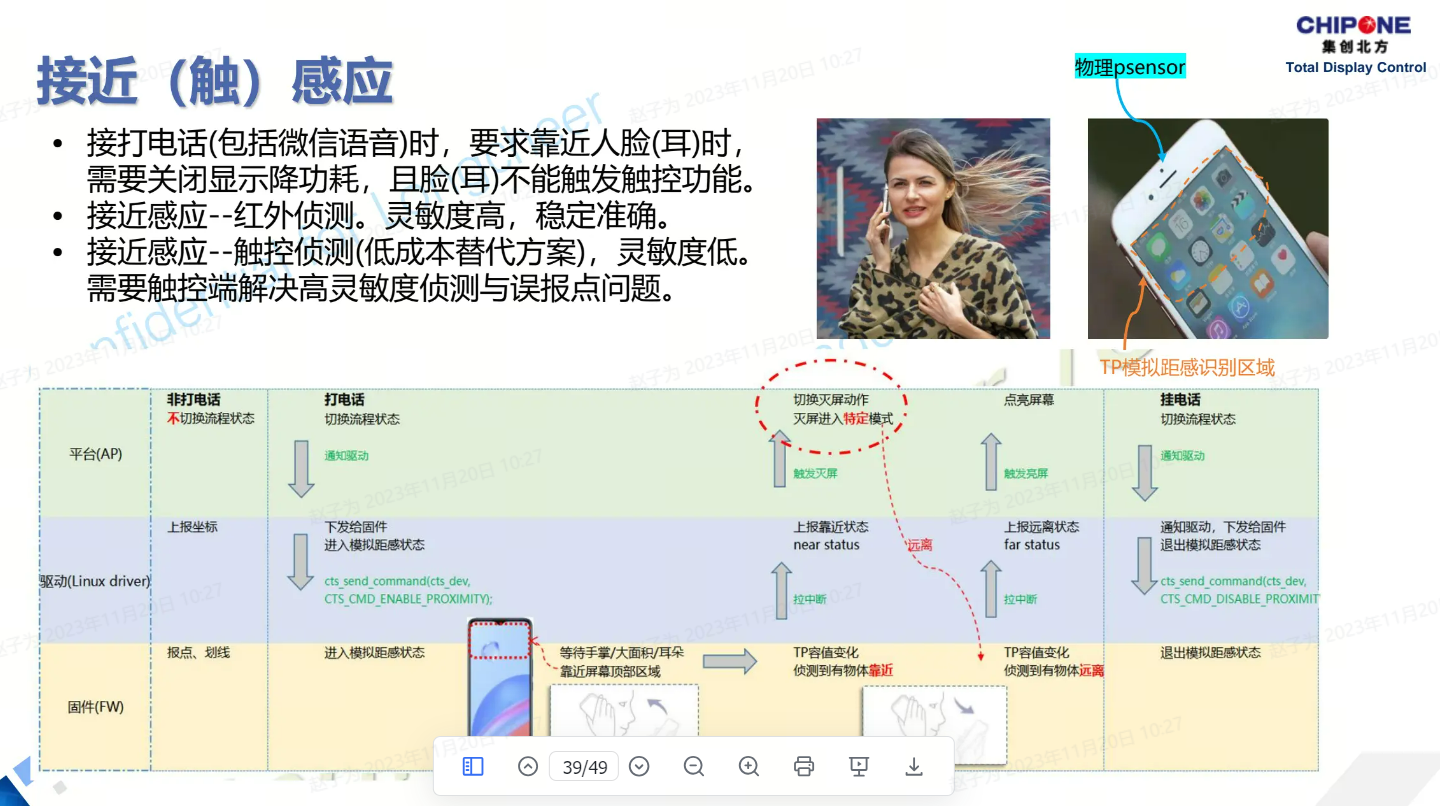 CHIPONE
集创北方
Total Display Control
接近（触）感应
物理psensor
• 接打电话(包括微信语音)时，要求靠近人脸(耳)时，
需要关闭显示降功耗，且脸(耳)不能触发触控功能。
• 接近感应--红外侦测。灵敏度高，稳定准确。
• 接近感应--触控侦测(低成本替代方案)，灵敏度低。
需要触控端解决高灵敏度侦测与误报点问题。
TP模拟距感识别区域
平台(AP)
非打电话
不切换流程状态
打电话
切换流程状态
通知驱动
切换灭屏动作
灭屏进入特定模式
触发灭屏
点亮屏幕
触发亮屏
挂电话
切换流程状态
通知驱动
驱动(Linux driver)
上报坐标
下发给固件
进入模拟距感状态
cts_send_command(cts_dev,
CTS_CMD_ENABLE_PROXIMITY);
上报靠近状态
near status
拉中断
远离
上报远离状态
far status
拉中断
通知驱动，下发给固件
退出模拟距感状态
cts_send_command(cts_dev,
CTS_CMD_DISABLE_PROXIMIT
固件(FW)
报点、划线
进入模拟距感状态
等待手掌/大面积/耳朵
靠近屏幕顶部区域
TP容值变化
侦测到有物体靠近
TP容值变化
侦测到有物体远离
退出模拟距感状态
39/49
赵子为 2023年11月20日 10:27